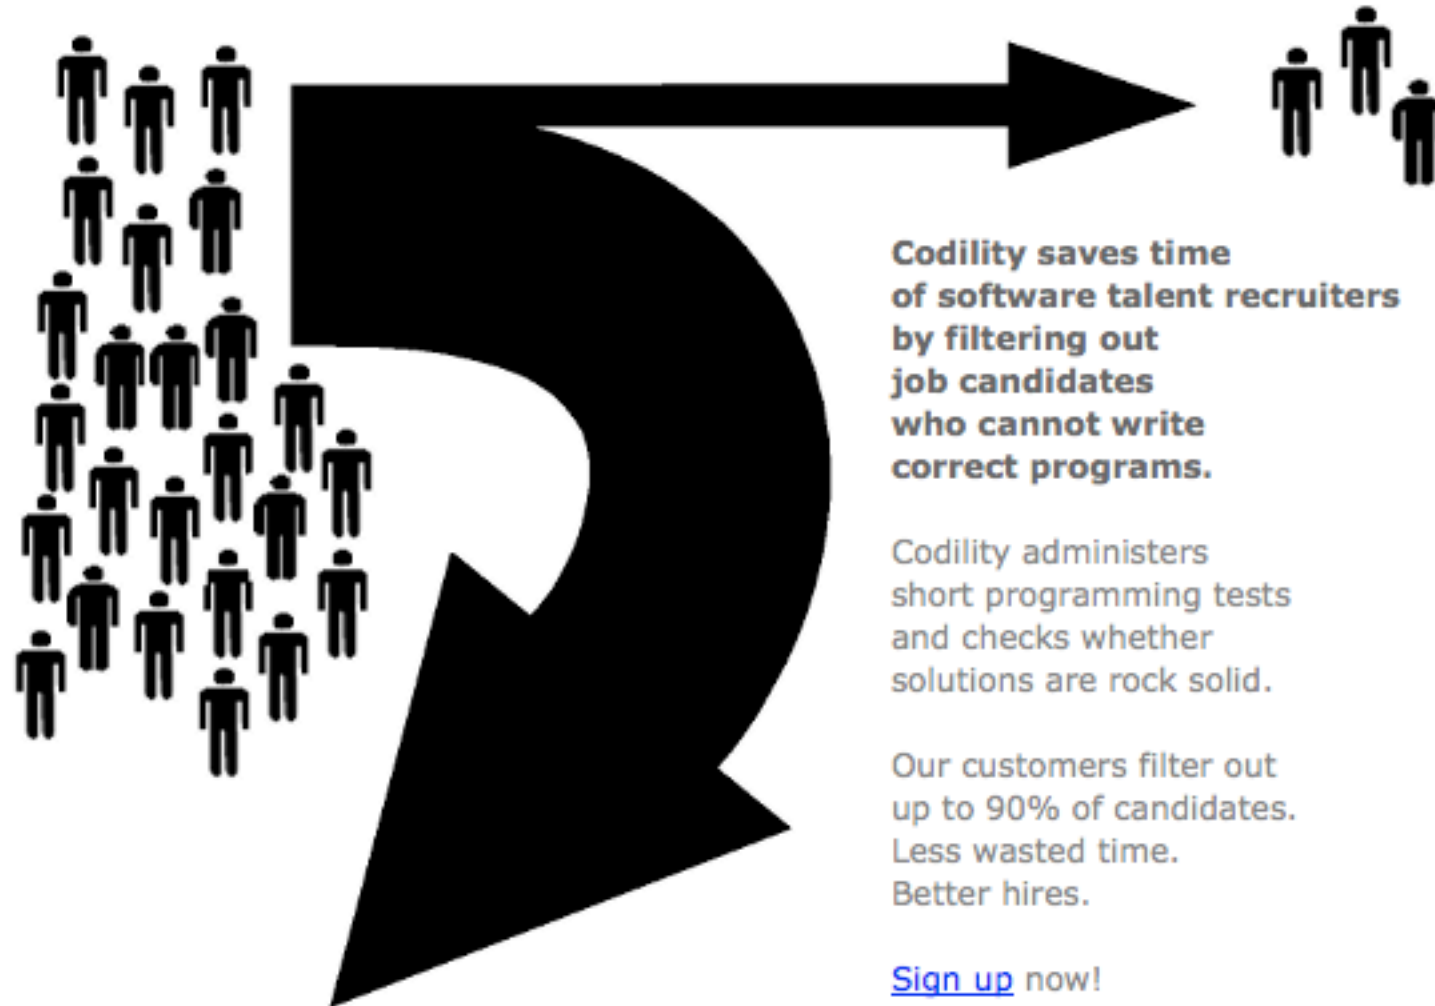 Codility saves time
of software talent recruiters
by filtering out
job candidates
who cannot write
correct programs.
Codility administers
short programming tests
and checks whether
solutions are rock solid.
Our customers filter out
up to 90% of candidates.
Less wasted time.
Better hires.
Sign up now!